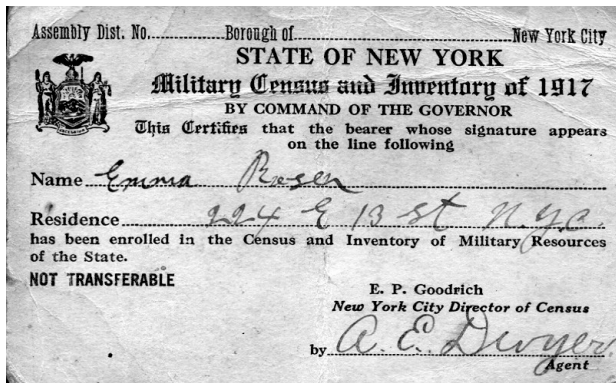 Assembly Dist. No. Borough of New York City
STATE OF NEW YORK
Military Census and Inventory of 1917
BY COMMAND OF THE GOVERNOR
This Certifies that the bearer whose signature appears
on the line following
Name Emma Rosen
Residence 224 E 13 St N.Y.C.
has been enrolled in the Census and Inventory of Military Resources
of the State.
NOT TRANSFERABLE
E. P. Goodrich
New York City Director of Census
by A. E. Dwyer
Agent